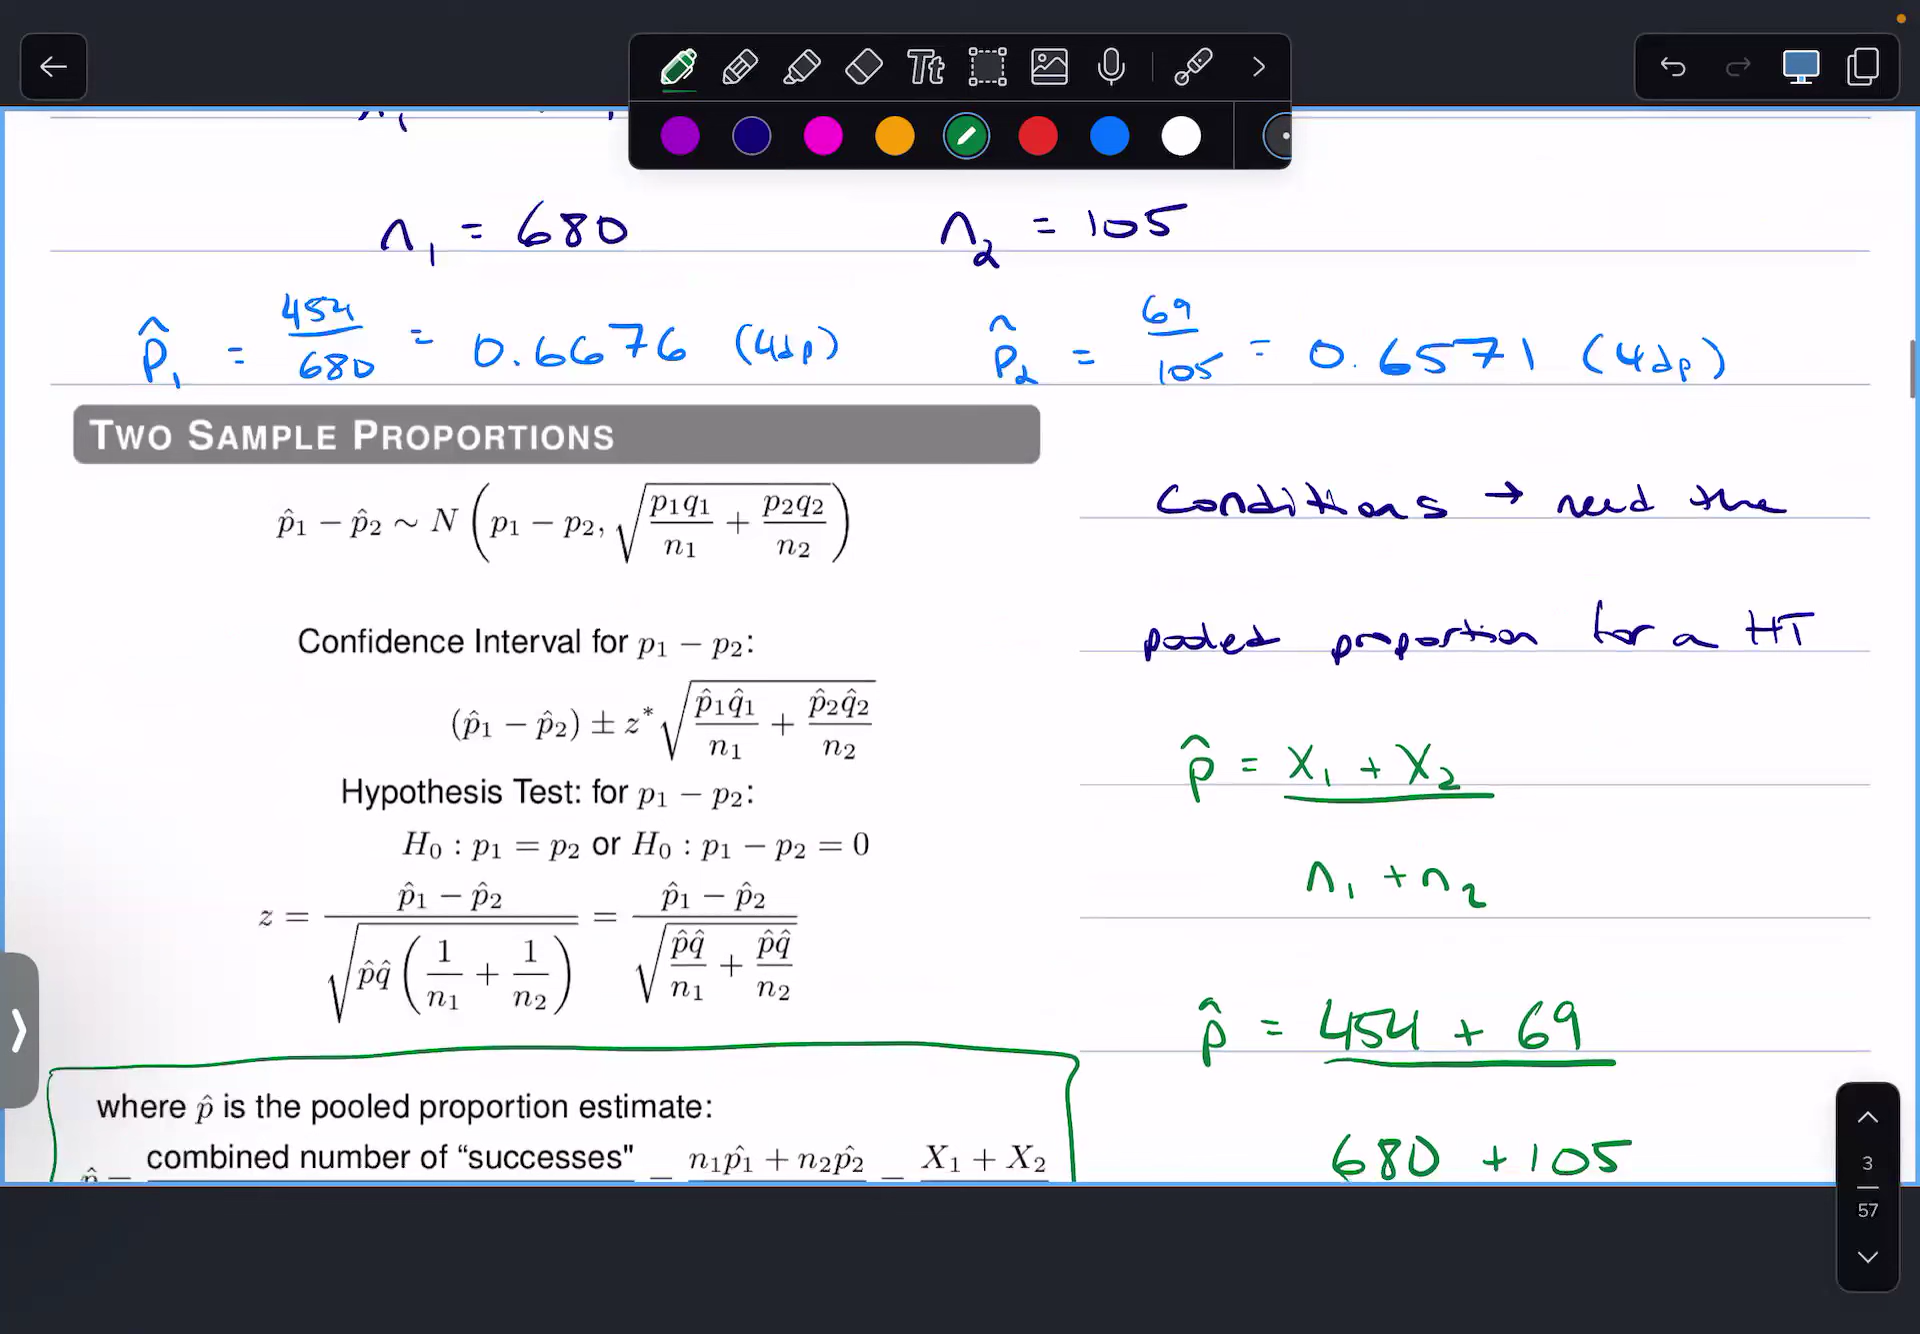 Tt
n₁ = 680 n₂ = 105
p̂₁ = 454/680 = 0.6676 (4dp) p̂₂ = 69/105 = 0.6571 (4dp)
TWO SAMPLE PROPORTIONS
p̂₁ − p̂₂ ~ N(p₁ − p₂, √(p₁q₁/n₁ + p₂q₂/n₂))
Confidence Interval for p₁ − p₂:
(p̂₁ − p̂₂) ± z* √(p̂₁q̂₁/n₁ + p̂₂q̂₂/n₂)
Hypothesis Test: for p₁ − p₂:
H₀ : p₁ = p₂ or H₀ : p₁ − p₂ = 0
z = (p̂₁ − p̂₂)/√(p̂q̂(1/n₁ + 1/n₂)) = (p̂₁ − p̂₂)/√(p̂q̂/n₁ + p̂q̂/n₂)
where p̂ is the pooled proportion estimate:
combined number of “successes" n₁p̂₁ + n₂p̂₂ X₁ + X₂
Conditions → need the
pooled proportion for a HT
p̂ = X₁ + X₂
n₁ + n₂
p̂ = 454 + 69
680 + 105
3
57